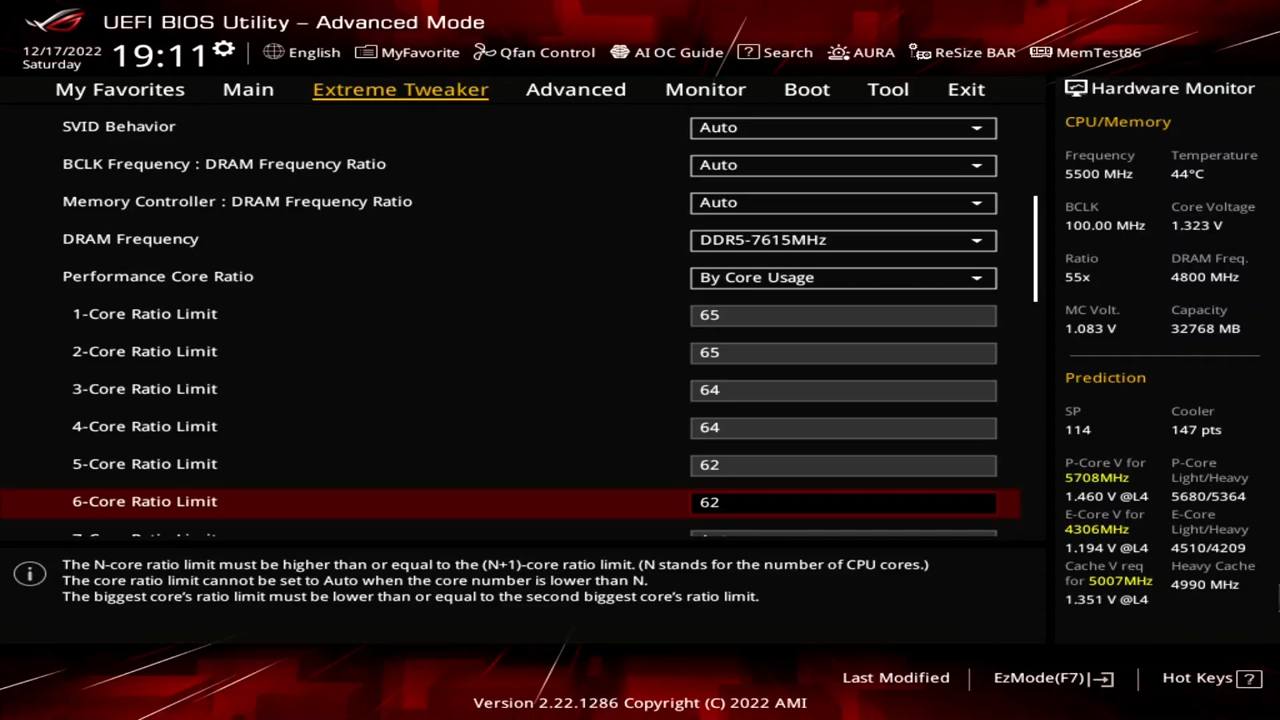 UEFI BIOS Utility – Advanced Mode
12/17/2022
Saturday
19:11
English
MyFavorite
Qfan Control
AI OC Guide
? Search
AURA
ReSize BAR
MemTest86
My Favorites
Main
Extreme Tweaker
Advanced
Monitor
Boot
Tool
Exit
SVID Behavior
Auto
BCLK Frequency : DRAM Frequency Ratio
Auto
Memory Controller : DRAM Frequency Ratio
Auto
DRAM Frequency
DDR5-7615MHz
Performance Core Ratio
By Core Usage
1-Core Ratio Limit
65
2-Core Ratio Limit
65
3-Core Ratio Limit
64
4-Core Ratio Limit
64
5-Core Ratio Limit
62
6-Core Ratio Limit
62
The N-core ratio limit must be higher than or equal to the (N+1)-core ratio limit. (N stands for the number of CPU cores.)
The core ratio limit cannot be set to Auto when the core number is lower than N.
The biggest core's ratio limit must be lower than or equal to the second biggest core's ratio limit.
Hardware Monitor
CPU/Memory
Frequency Temperature
5500 MHz 44°C
BCLK Core Voltage
100.00 MHz 1.323 V
Ratio DRAM Freq.
55x 4800 MHz
MC Volt. Capacity
1.083 V 32768 MB
Prediction
SP Cooler
114 147 pts
P-Core V for P-Core
5708MHz Light/Heavy
1.460 V @L4 5680/5364
E-Core V for E-Core
4306MHz Light/Heavy
1.194 V @L4 4510/4209
Cache V req Heavy Cache
for 5007MHz 4990 MHz
1.351 V @L4
Last Modified
EzMode(F7)
Hot Keys ?
Version 2.22.1286 Copyright (C) 2022 AMI